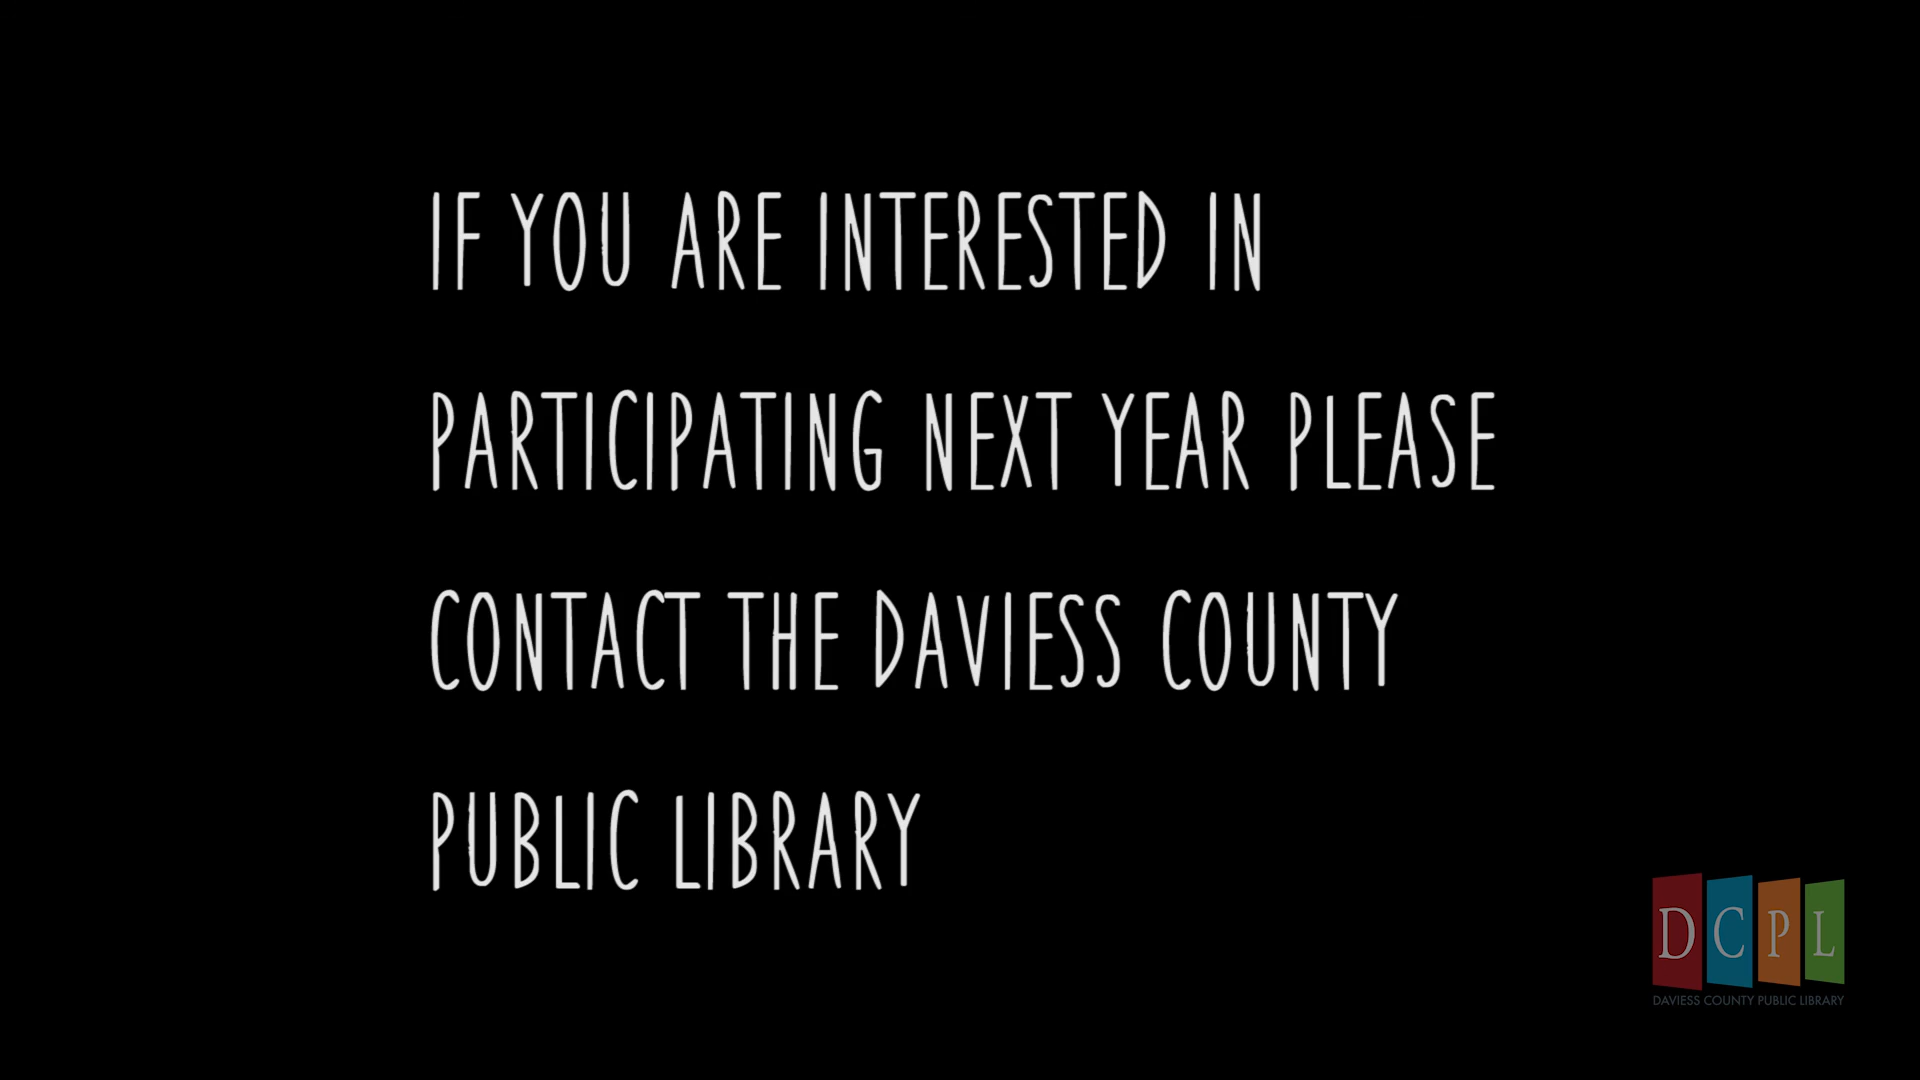 IF YOU ARE INTERESTED IN
PARTICIPATING NEXT YEAR PLEASE
CONTACT THE DAVIESS COUNTY
PUBLIC LIBRARY
DCPL
DAVIESS COUNTY PUBLIC LIBRARY